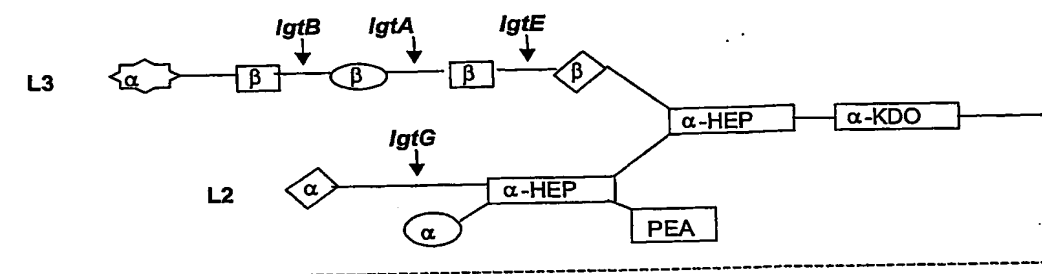 lgtB lgtA lgtE
L3 α β β β β
α-HEP α-KDO
lgtG
L2 α α-HEP
α PEA